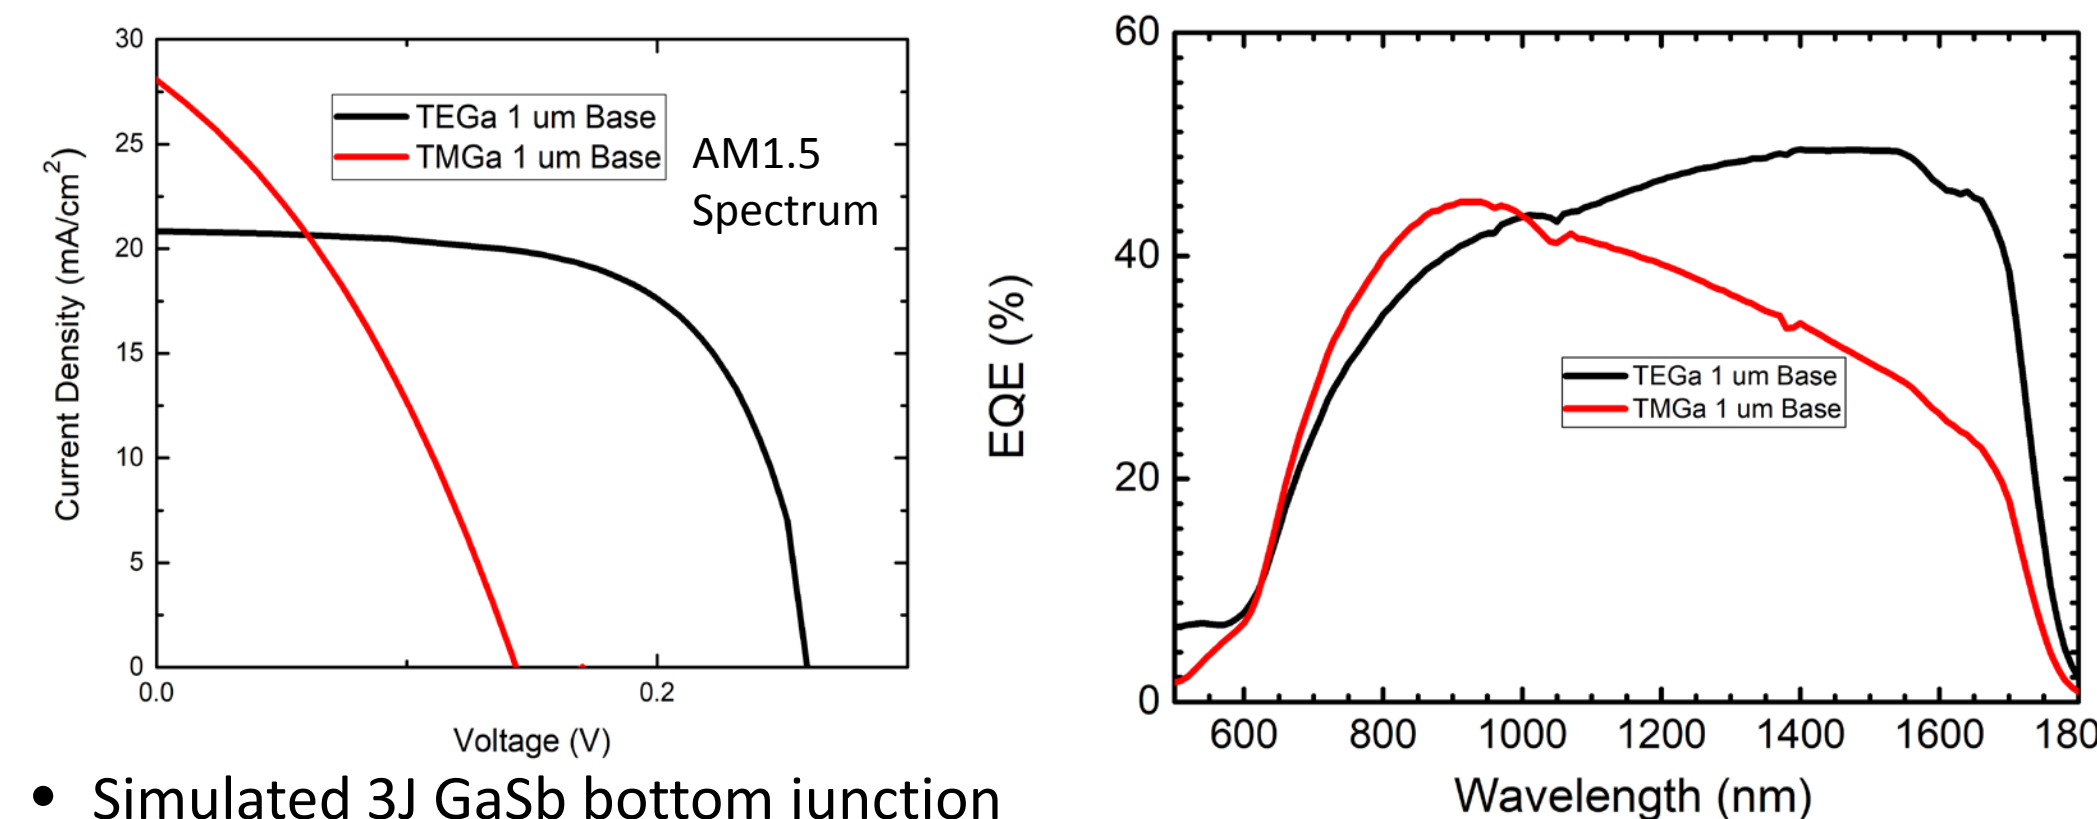 30
25
20
15
10
5
0
0.0
0.2
Current Density (mA/cm²)
Voltage (V)
TEGa 1 um Base
TMGa 1 um Base
AM1.5
Spectrum
60
40
20
0
600 800 1000 1200 1400 1600 180
EQE (%)
Wavelength (nm)
TEGa 1 um Base
TMGa 1 um Base
• Simulated 3J GaSb bottom junction